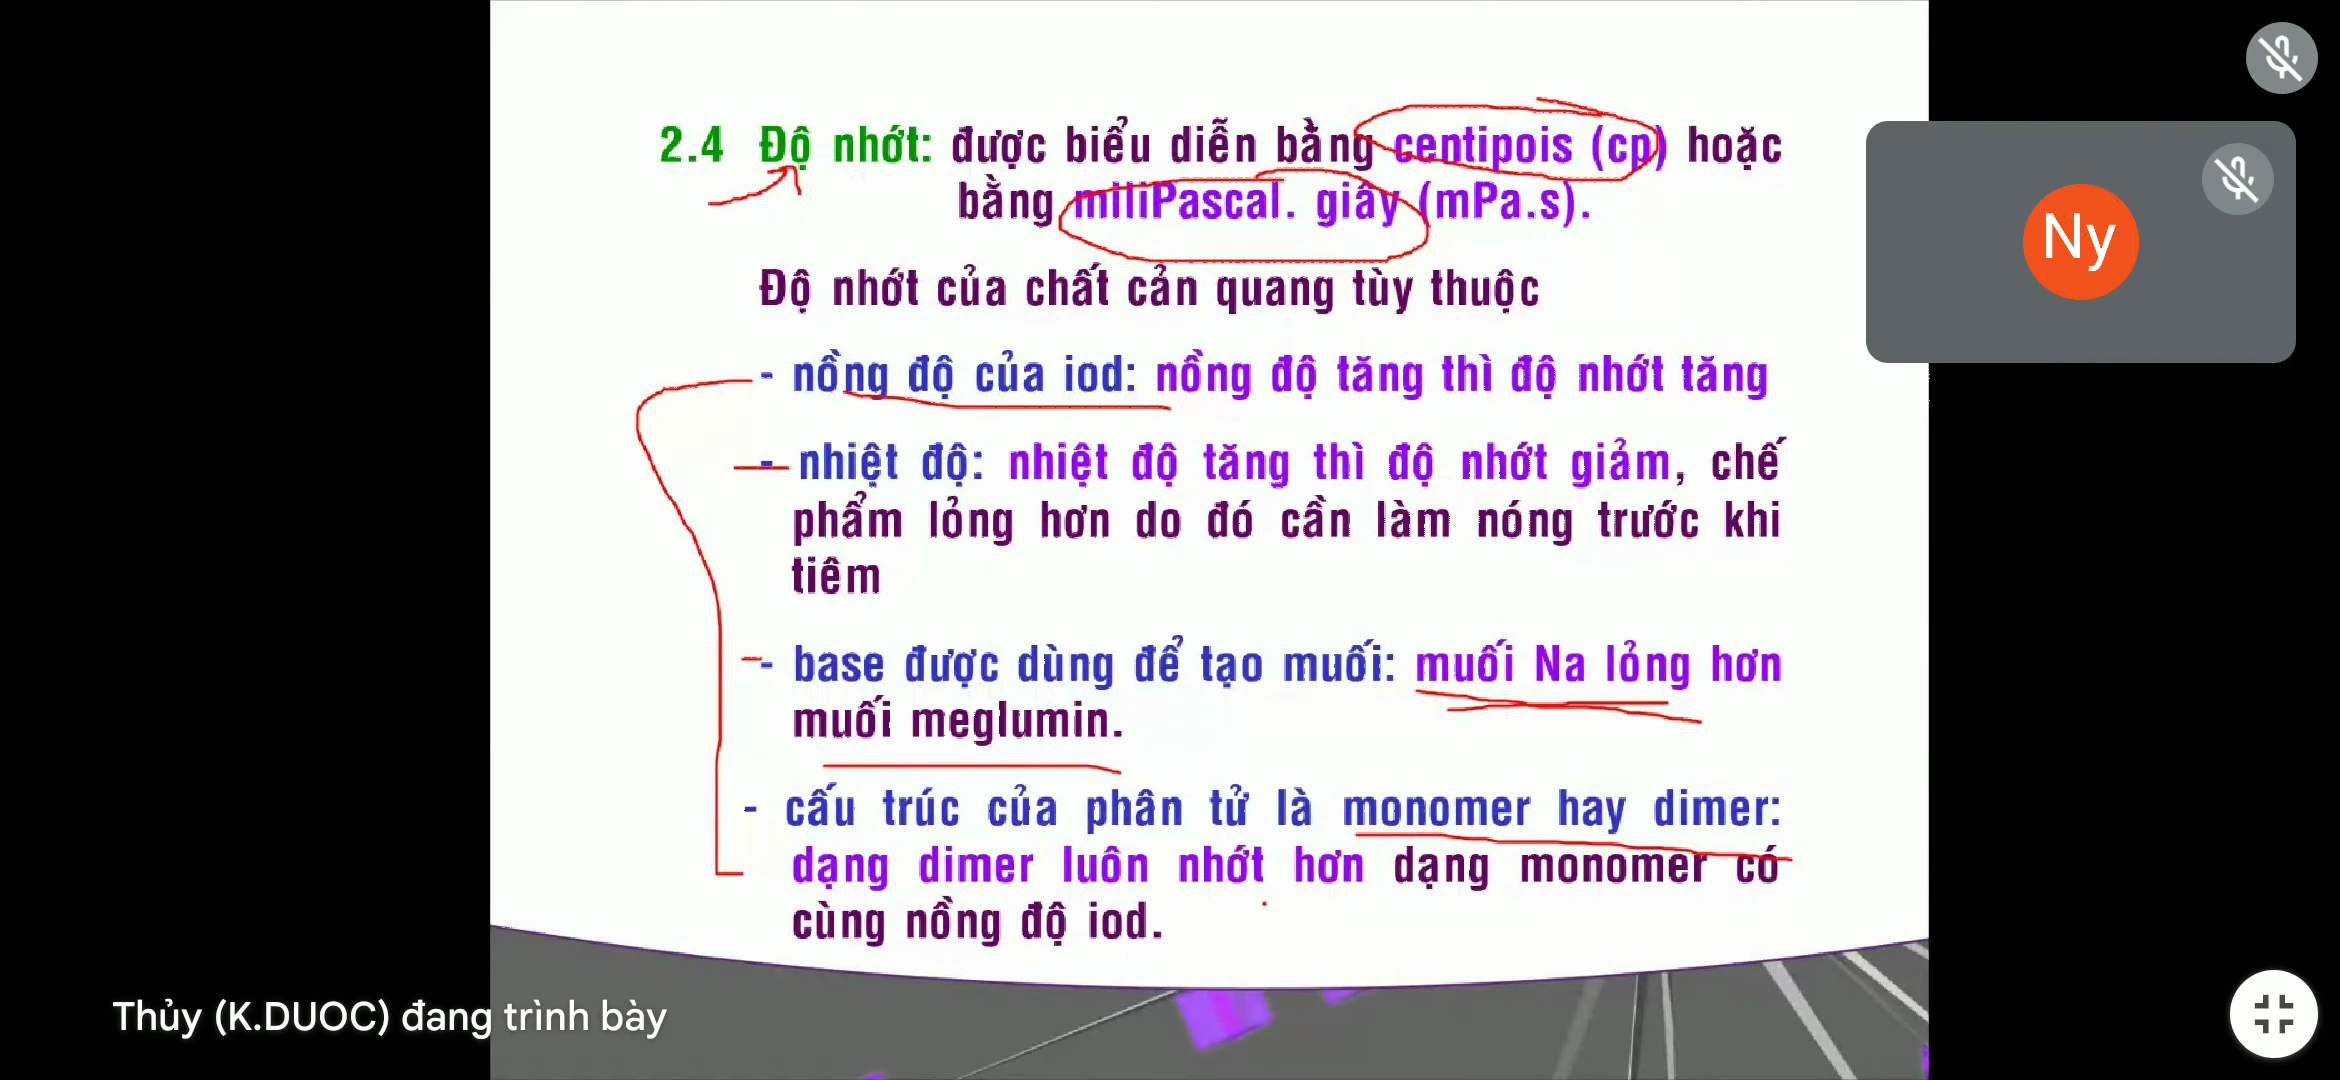 2.4 Độ nhớt: được biểu diễn bằng centipois (cp) hoặc
bằng miliPascal. giây (mPa.s).
Độ nhớt của chất cản quang tùy thuộc
- nồng độ của iod: nồng độ tăng thì độ nhớt tăng
- nhiệt độ: nhiệt độ tăng thì độ nhớt giảm, chế
phẩm lỏng hơn do đó cần làm nóng trước khi
tiêm
- base được dùng để tạo muối: muối Na lỏng hơn
muối meglumin.
- cấu trúc của phân tử là monomer hay dimer:
dạng dimer luôn nhớt hơn dạng monomer có
cùng nồng độ iod.
Ny
Thủy (K.DUOC) đang trình bày